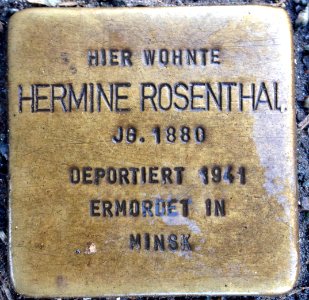 HIER WOHNTE
HERMINE ROSENTHAL
JG. 1880
DEPORTIERT 1941
ERMORDET IN
MINSK